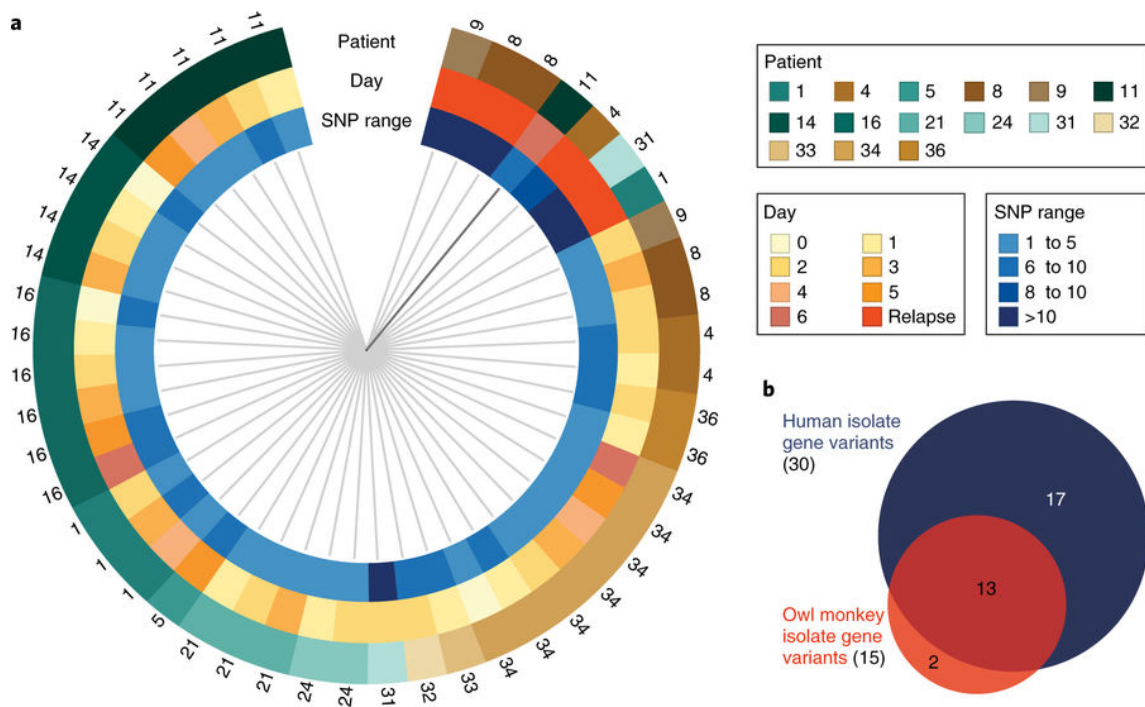 a
Patient
Day
SNP range
9
8
8
11
4
31
1
9
8
8
4
4
36
36
34
34
34
34
34
34
34
33
32
31
24
24
21
21
21
5
1
1
1
16
16
16
16
16
16
14
14
14
14
11
11
11
11
11
Patient
1 4 5 8 9 11
14 16 21 24 31 32
33 34 36
Day
0 1
2 3
4 5
6 Relapse
SNP range
1 to 5
6 to 10
8 to 10
>10
b
Human isolate
gene variants
(30)
17
13
Owl monkey
isolate gene
variants (15)
2